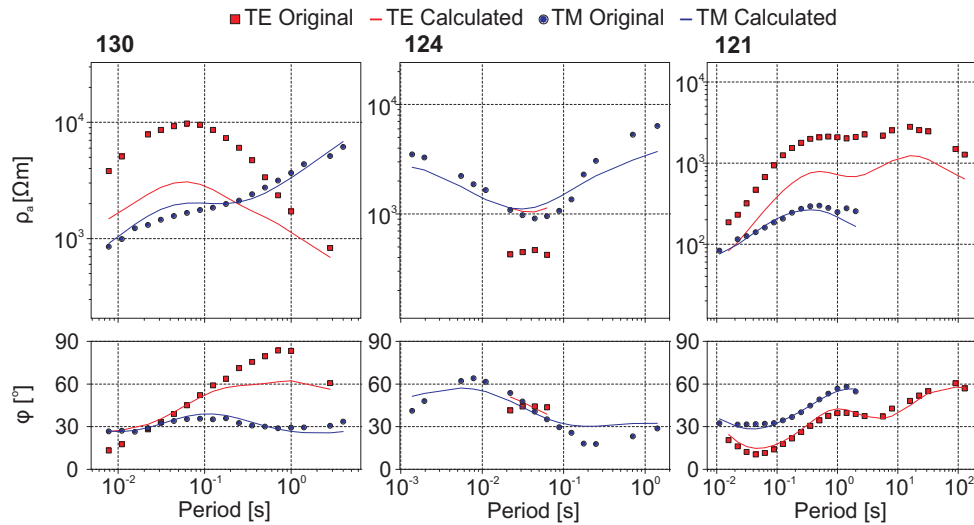 TE Original TE Calculated TM Original TM Calculated
130 124 121
10⁴ 10⁴ 10⁴
ρₐ [Ωm]
10³ 10³ 10³
10²
90 90 90
φ [°]
60 60 60
30 30 30
0 0 0
10⁻² 10⁻¹ 10⁰ 10⁻³ 10⁻² 10⁻¹ 10⁰ 10⁻² 10⁻¹ 10⁰ 10¹ 10²
Period [s] Period [s] Period [s]